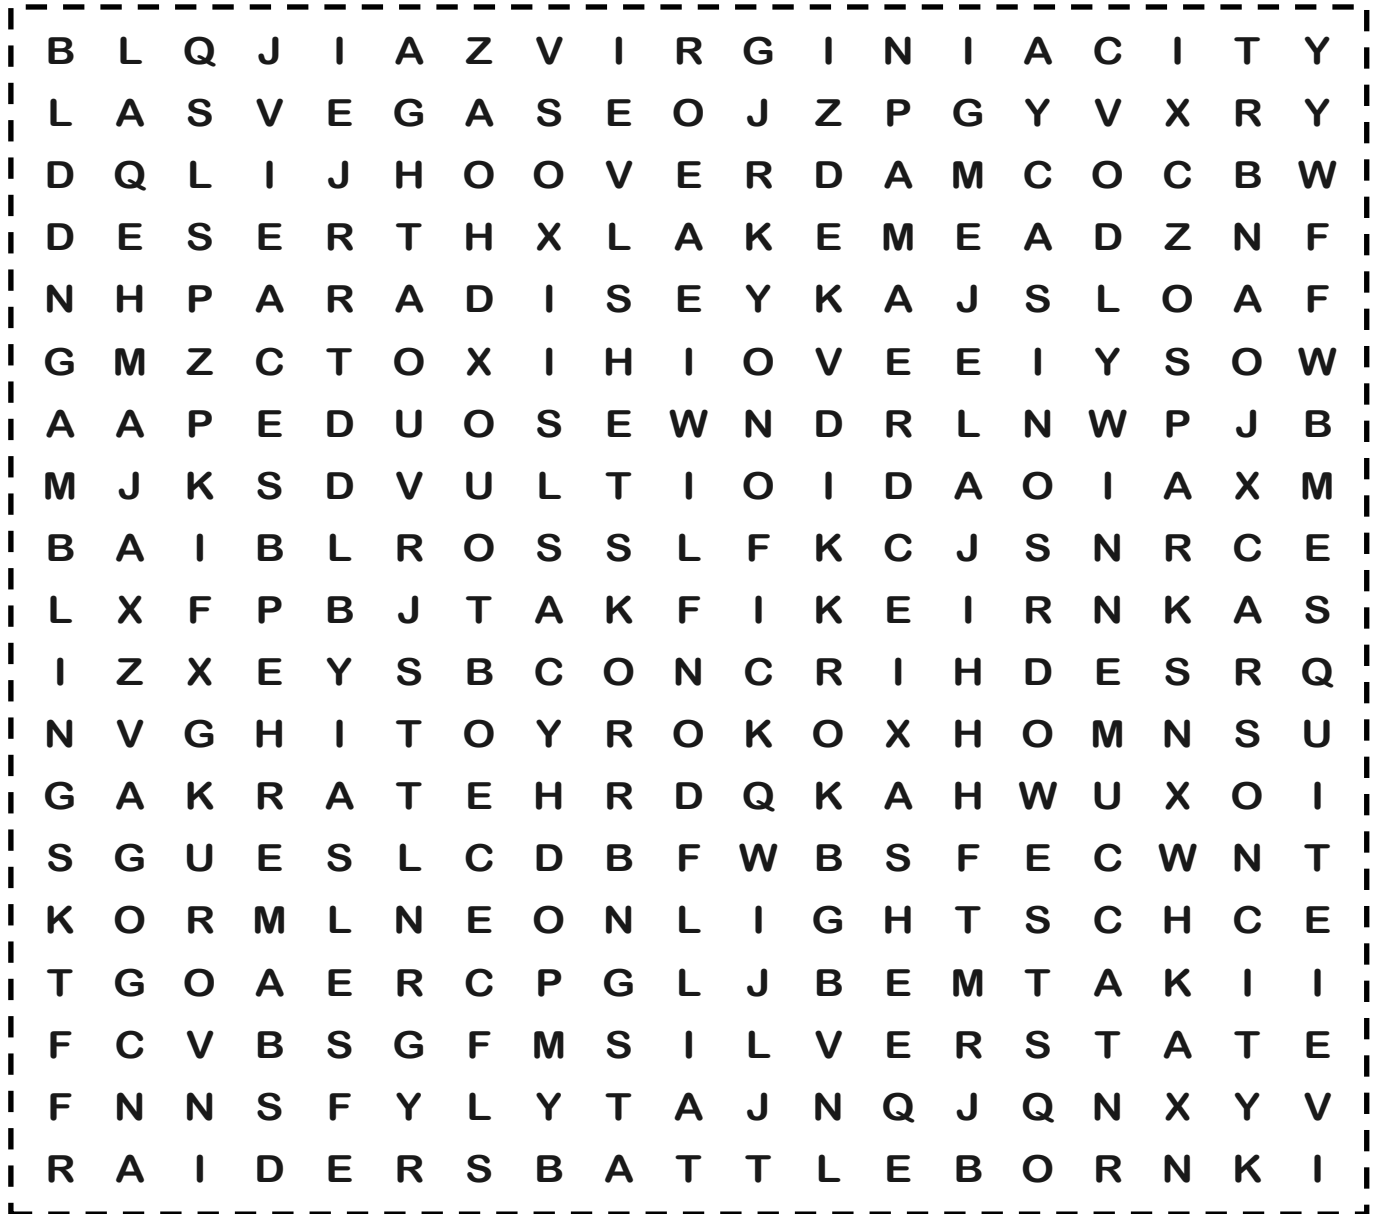 B L Q J I A Z V I R G I N I A C I T Y
L A S V E G A S E O J Z P G Y V X R Y
D Q L I J H O O V E R D A M C O C B W
D E S E R T H X L A K E M E A D Z N F
N H P A R A D I S E Y K A J S L O A F
G M Z C T O X I H I O V E E I Y S O W
A A P E D U O S E W N D R L N W P J B
M J K S D V U L T I O I D A O I A X M
B A I B L R O S S L F K C J S N R C E
L X F P B J T A K F I K E I R N K A S
I Z X E Y S B C O N C R I H D E S R Q
N V G H I T O Y R O K O X H O M N S U
G A K R A T E H R D Q K A H W U X O I
S G U E S L C D B F W B S F E C W N T
K O R M L N E O N L I G H T S C H C E
T G O A E R C P G L J B E M T A K I I
F C V B S G F M S I L V E R S T A T E
F N N S F Y L Y T A J N Q J Q N X Y V
R A I D E R S B A T T L E B O R N K I